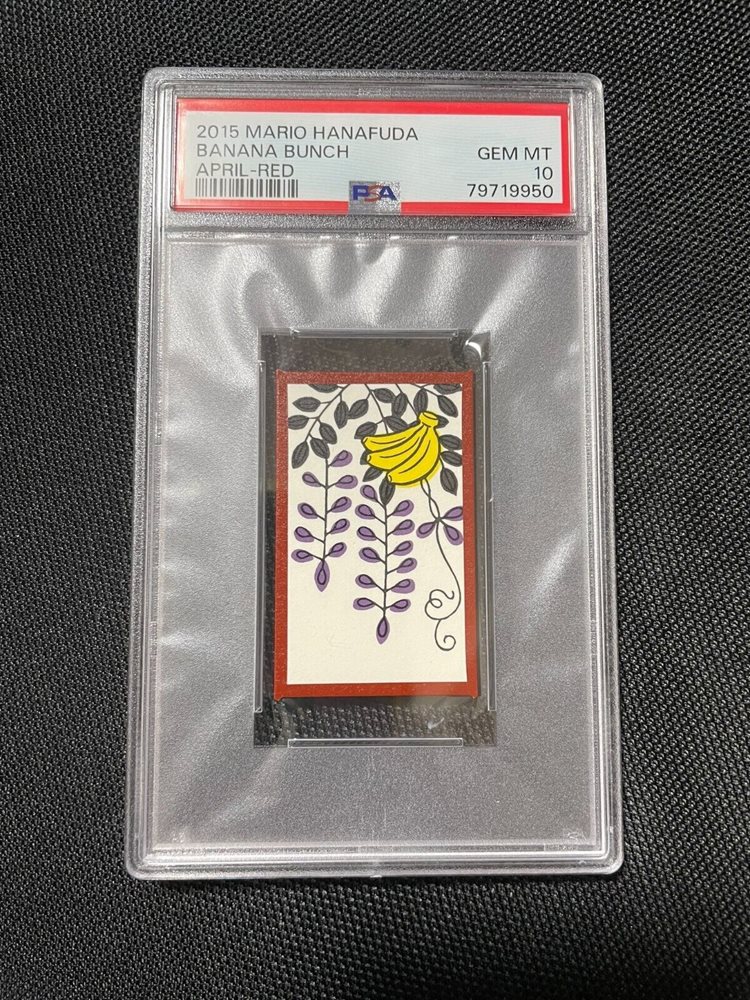 2015 MARIO HANAFUDA
BANANA BUNCH GEM MT
APRIL-RED 10
PSA 79719950